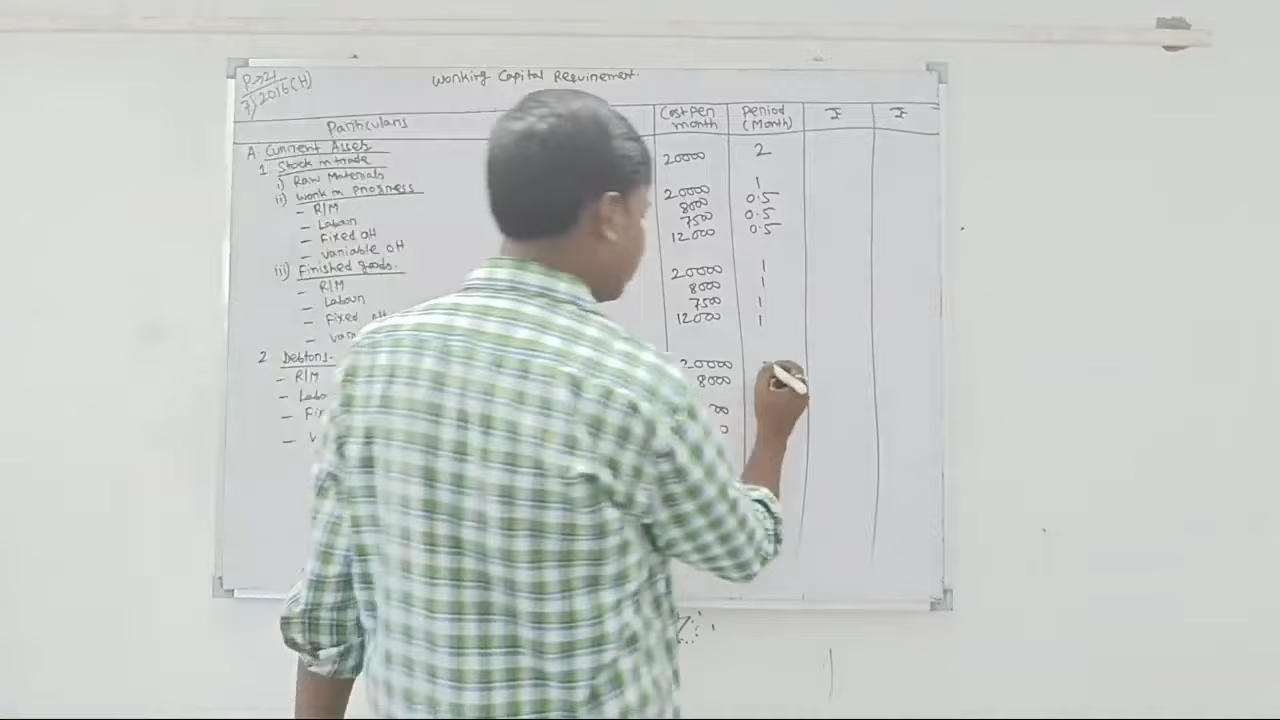 P-21
7) 2016(H)
Working Capital Requirement.
Particulars
Cost Per month
Period (Month)
₹
₹
A Current Assets
1 Stock in trade
i) Raw Materials 20000 2
ii) Work in progress
- R/M 20000 1
- Labour 8000 0.5
- Fixed OH 7500 0.5
- variable OH 12000 0.5
iii) Finished goods.
- R/M 20000 1
- Labour 8000 1
- Fixed 7500 1
- 12000 1
2 Debtors-
- R/M 20000
- 8000
-
-